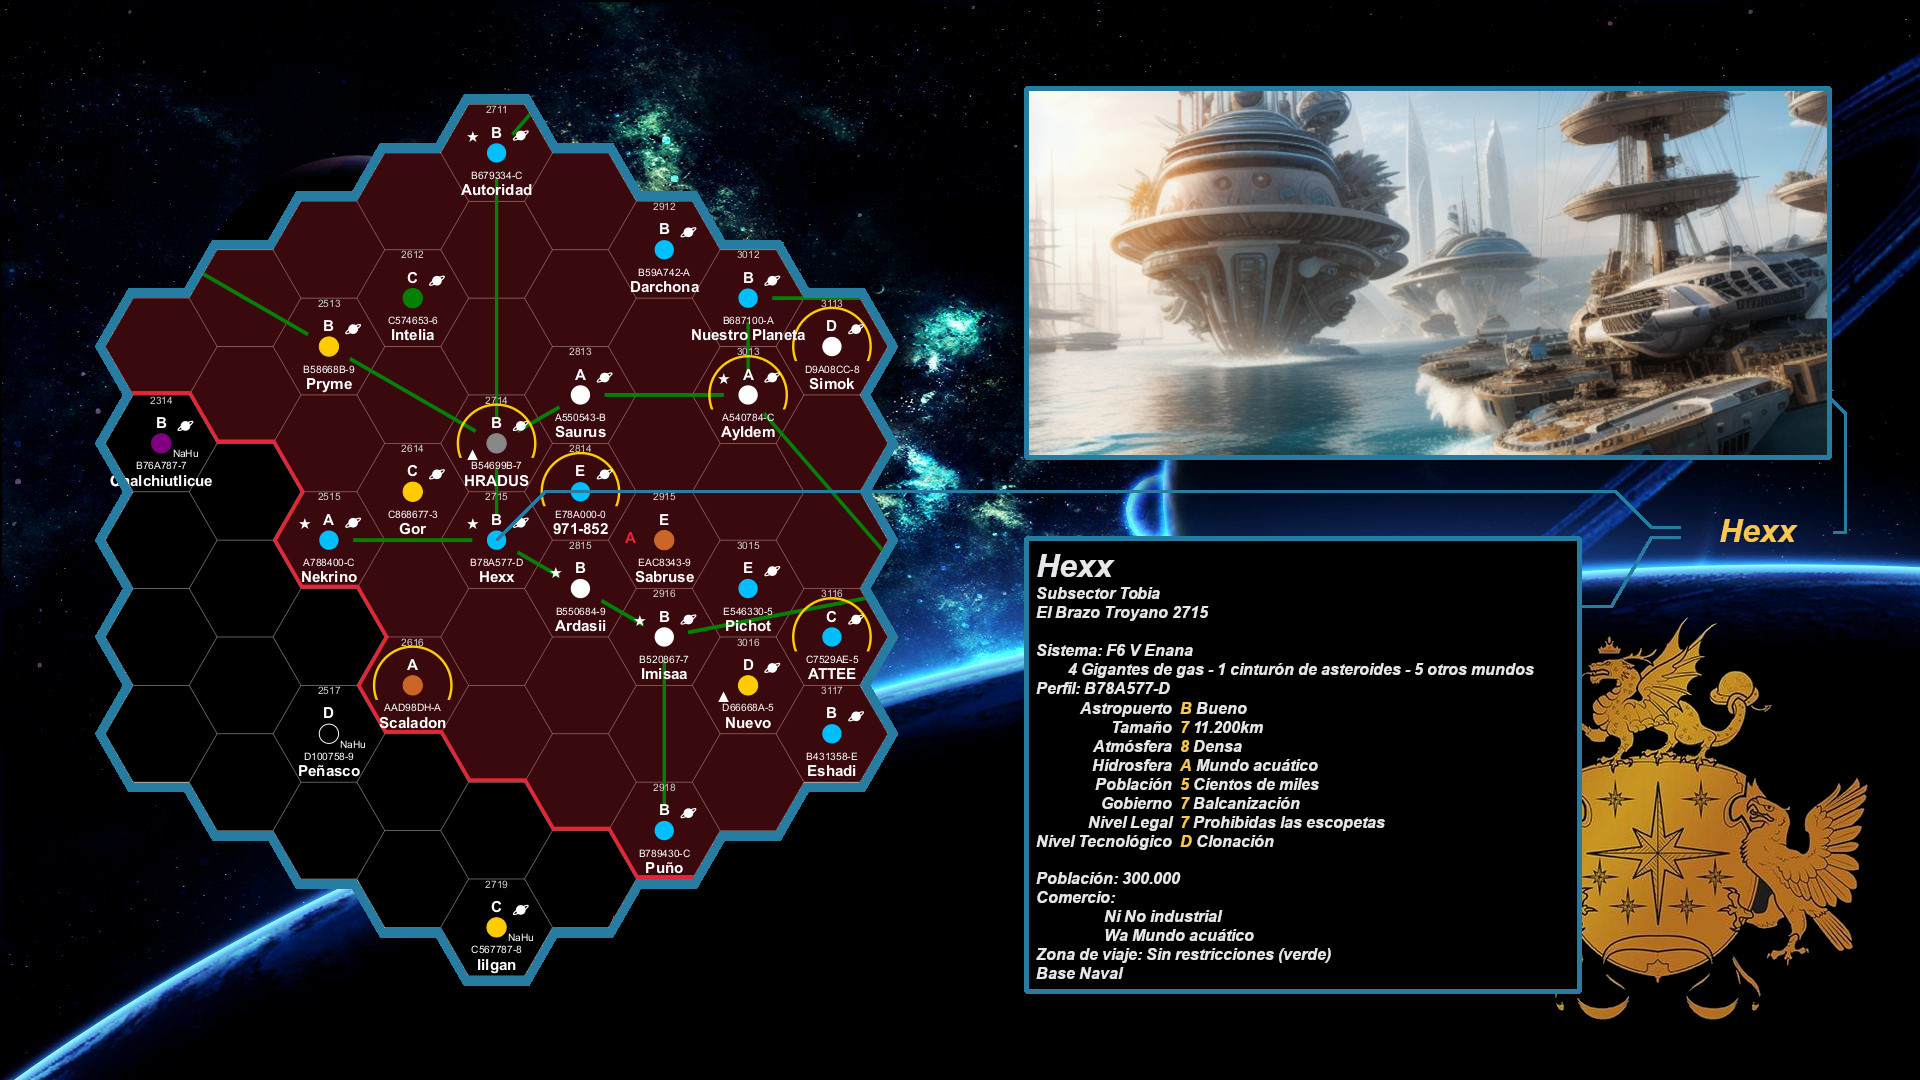 2711
B
B679334-C
Autoridad
2912
B
B59A742-A
Darchona
2612
C
C574653-6
Intelia
3012
B
B687100-A
Nuestro Planeta
2513
B
B58668B-9
Pryme
3113
D
D9A08CC-8
Simok
2813
A
A550543-B
Saurus
3013
A
A540784-C
Ayldem
2314
B
NaHu
B76A787-7
Chalchiutlicue
2714
B
B54699B-7
HRADUS
2614
C
C868677-3
Gor
2814
E
E78A000-0
971-852
2515
A
A788400-C
Nekrino
2715
B
B78A577-D
Hexx
2915
A
E
EAC8343-9
Sabruse
2815
B
B550684-9
Ardasii
3015
E
E546330-5
Pichot
2916
B
B520867-7
Imisaa
3116
C
C7529AE-5
ATTEE
2616
A
AAD98DH-A
Scaladon
3016
D
D66668A-5
Nuevo
2517
D
NaHu
D100758-9
Peñasco
3117
B
B431358-E
Eshadi
2918
B
B789430-C
Puño
2719
C
NaHu
C567787-8
Iilgan
Hexx
Hexx
Subsector Tobia
El Brazo Troyano 2715
Sistema: F6 V Enana
4 Gigantes de gas - 1 cinturón de asteroides - 5 otros mundos
Perfil: B78A577-D
Astropuerto B Bueno
Tamaño 7 11.200km
Atmósfera 8 Densa
Hidrosfera A Mundo acuático
Población 5 Cientos de miles
Gobierno 7 Balcanización
Nivel Legal 7 Prohibidas las escopetas
Nivel Tecnológico D Clonación
Población: 300.000
Comercio:
Ni No industrial
Wa Mundo acuático
Zona de viaje: Sin restricciones (verde)
Base Naval